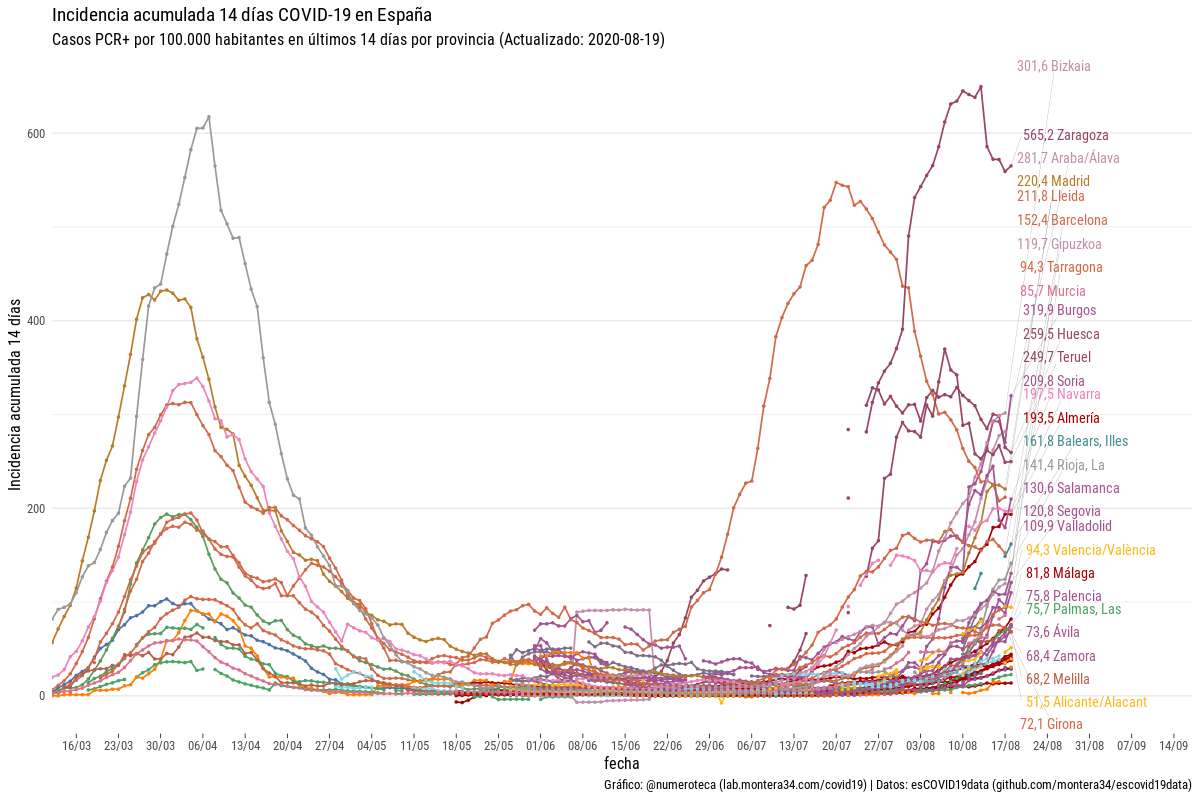 Incidencia acumulada 14 días COVID-19 en España
Casos PCR+ por 100.000 habitantes en últimos 14 días por provincia (Actualizado: 2020-08-19)
Incidencia acumulada 14 días
600
400
200
0
301,6 Bizkaia
565,2 Zaragoza
281,7 Araba/Álava
220,4 Madrid
211,8 Lleida
152,4 Barcelona
119,7 Gipuzkoa
94,3 Tarragona
85,7 Murcia
319,9 Burgos
259,5 Huesca
249,7 Teruel
209,8 Soria
197,5 Navarra
193,5 Almería
161,8 Balears, Illes
141,4 Rioja, La
130,6 Salamanca
120,8 Segovia
109,9 Valladolid
94,3 Valencia/València
81,8 Málaga
75,8 Palencia
75,7 Palmas, Las
73,6 Ávila
68,4 Zamora
68,2 Melilla
51,5 Alicante/Alacant
72,1 Girona
16/03 23/03 30/03 06/04 13/04 20/04 27/04 04/05 11/05 18/05 25/05 01/06 08/06 15/06 22/06 29/06 06/07 13/07 20/07 27/07 03/08 10/08 17/08 24/08 31/08 07/09 14/09
fecha
Gráfico: @numeroteca (lab.montera34.com/covid19) | Datos: esCOVID19data (github.com/montera34/escovid19data)